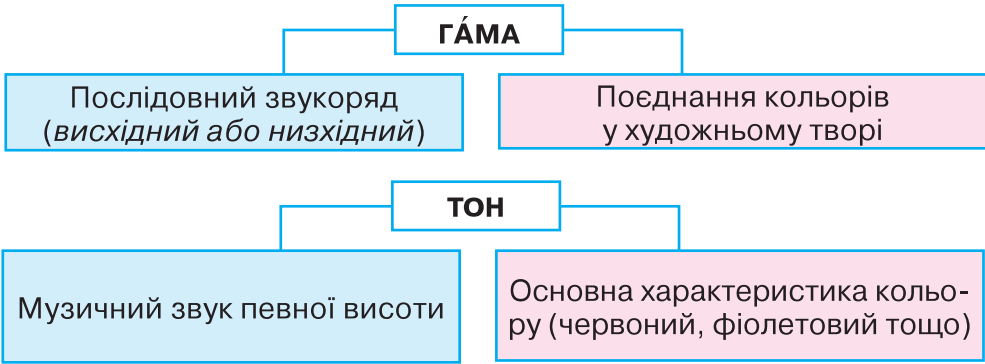 ГА́МА
Послідовний звукоряд
(висхідний або низхідний)
Поєднання кольорів
у художньому творі
ТОН
Музичний звук певної висоти
Основна характеристика кольо-
ру (червоний, фіолетовий тощо)